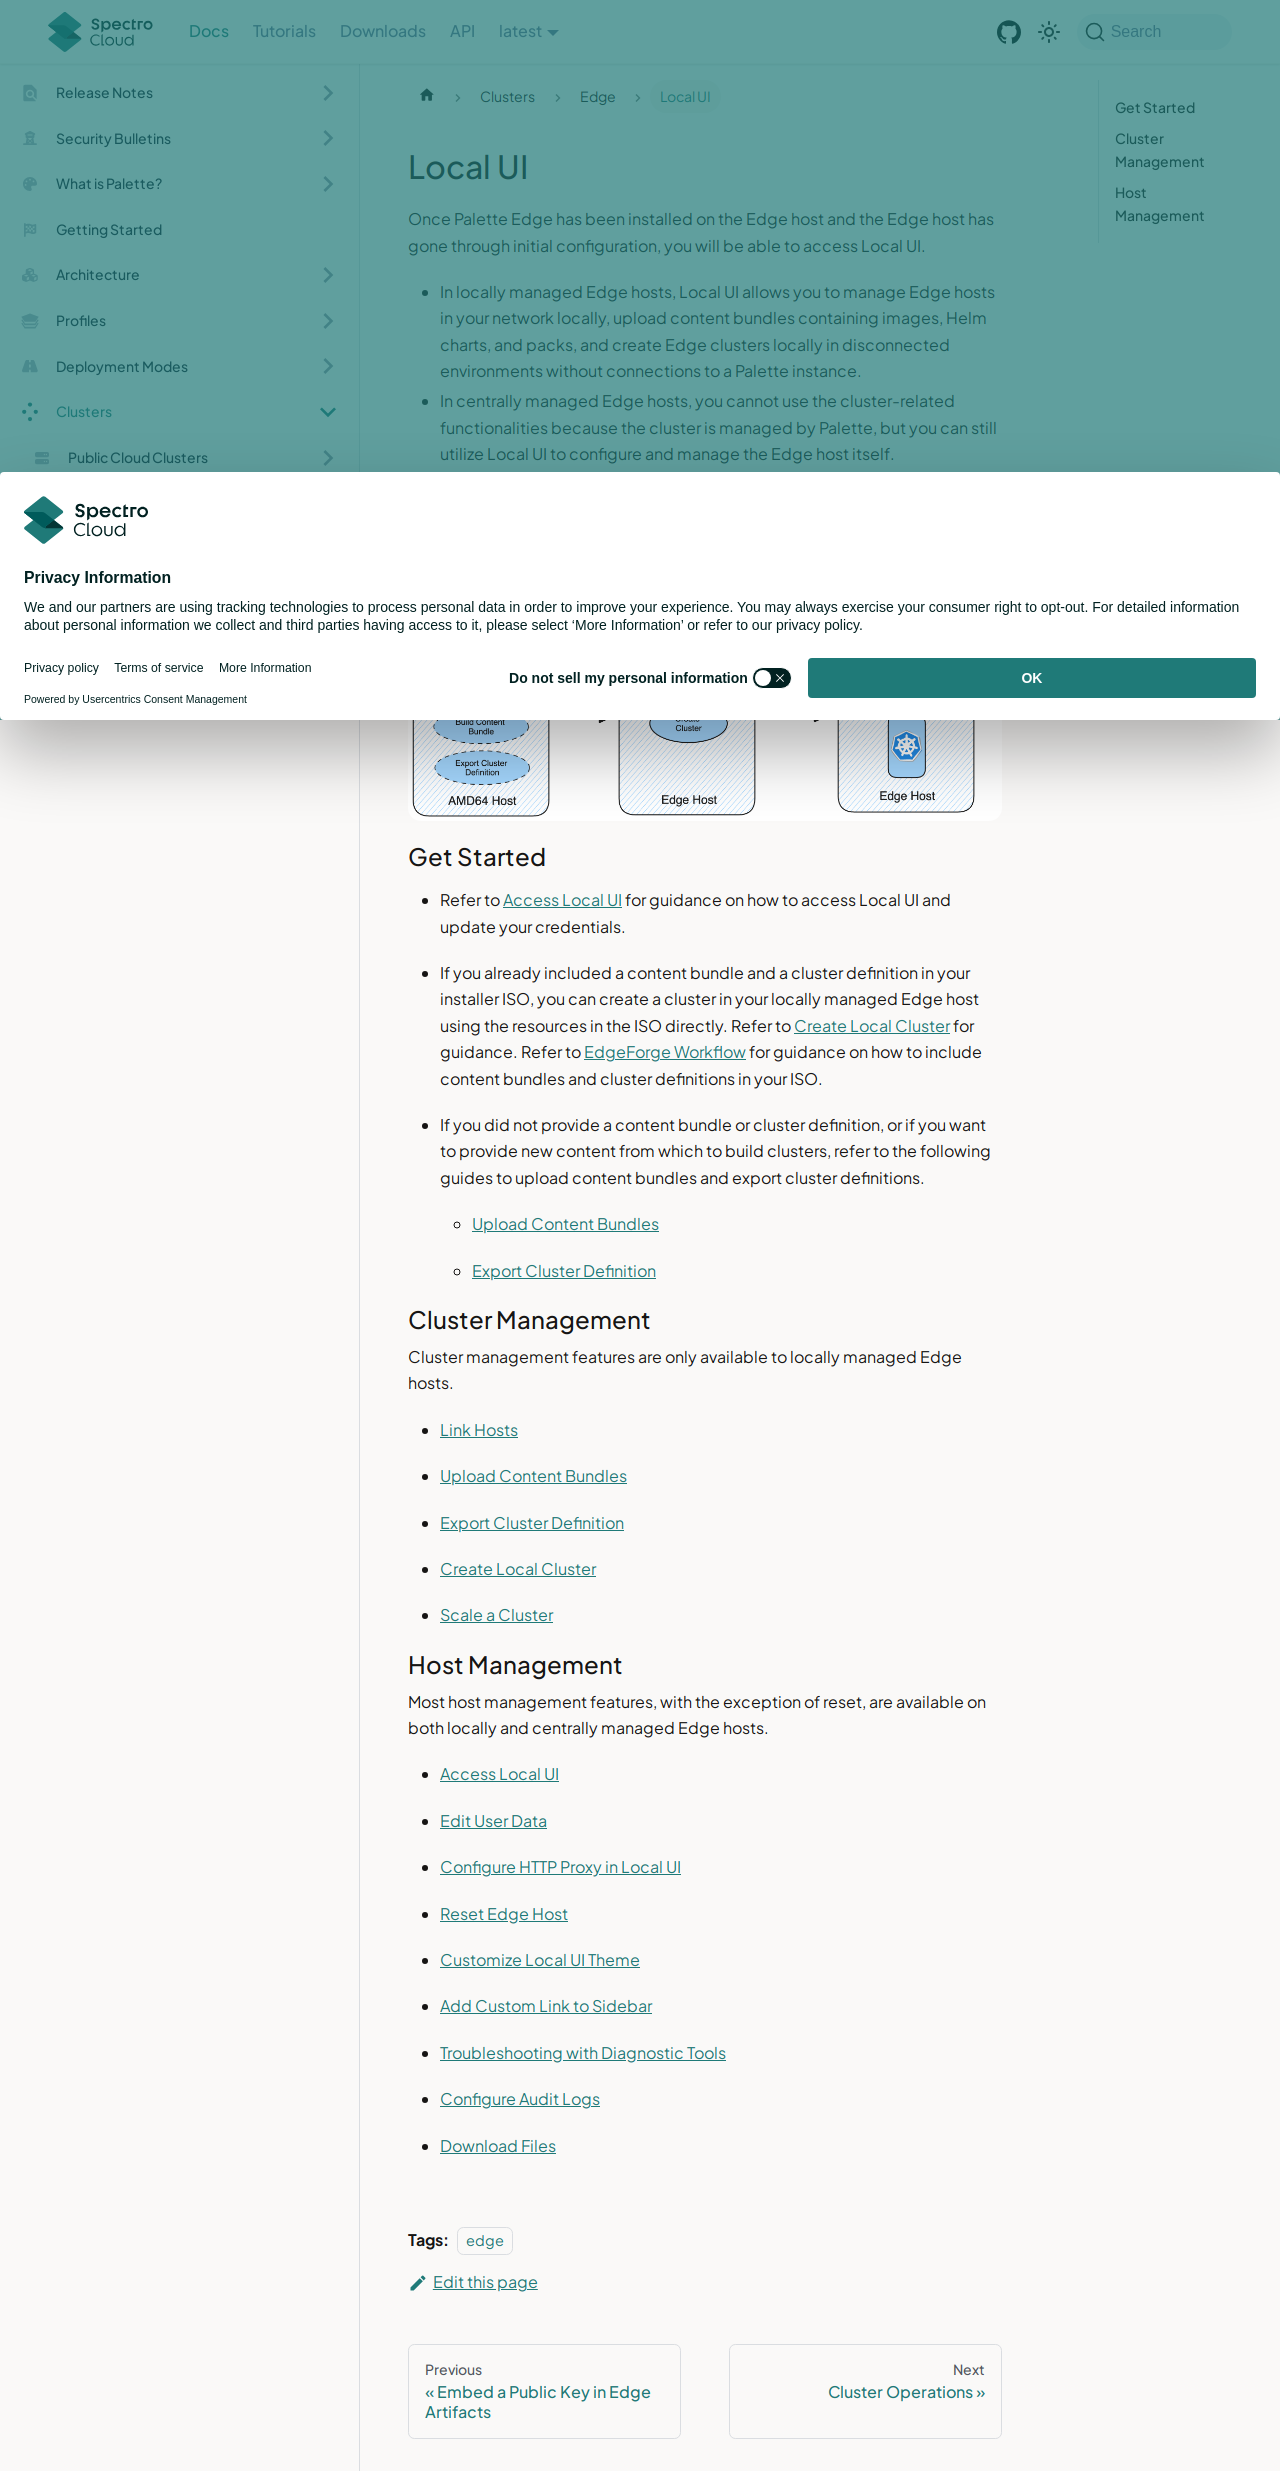 Spectro Cloud
Docs
Tutorials
Downloads
API
latest
Search
Release Notes
Security Bulletins
What is Palette?
Getting Started
Architecture
Profiles
Deployment Modes
Clusters
Public Cloud Clusters
Clusters
Edge
Local UI
Get Started
Cluster
Management
Host
Management
Local UI
Once Palette Edge has been installed on the Edge host and the Edge host has
gone through initial configuration, you will be able to access Local UI.
In locally managed Edge hosts, Local UI allows you to manage Edge hosts
in your network locally, upload content bundles containing images, Helm
charts, and packs, and create Edge clusters locally in disconnected
environments without connections to a Palette instance.
In centrally managed Edge hosts, you cannot use the cluster-related
functionalities because the cluster is managed by Palette, but you can still
utilize Local UI to configure and manage the Edge host itself.
Spectro
Cloud
Privacy Information
We and our partners are using tracking technologies to process personal data in order to improve your experience. You may always exercise your consumer right to opt-out. For detailed information
about personal information we collect and third parties having access to it, please select ‘More Information’ or refer to our privacy policy.
Privacy policy
Terms of service
More Information
Do not sell my personal information
OK
Powered by Usercentrics Consent Management
Build Content
Bundle
Cluster
Export Cluster
Definition
AMD64 Host
Edge Host
Edge Host
Get Started
Refer to Access Local UI for guidance on how to access Local UI and
update your credentials.
If you already included a content bundle and a cluster definition in your
installer ISO, you can create a cluster in your locally managed Edge host
using the resources in the ISO directly. Refer to Create Local Cluster for
guidance. Refer to EdgeForge Workflow for guidance on how to include
content bundles and cluster definitions in your ISO.
If you did not provide a content bundle or cluster definition, or if you want
to provide new content from which to build clusters, refer to the following
guides to upload content bundles and export cluster definitions.
Upload Content Bundles
Export Cluster Definition
Cluster Management
Cluster management features are only available to locally managed Edge
hosts.
Link Hosts
Upload Content Bundles
Export Cluster Definition
Create Local Cluster
Scale a Cluster
Host Management
Most host management features, with the exception of reset, are available on
both locally and centrally managed Edge hosts.
Access Local UI
Edit User Data
Configure HTTP Proxy in Local UI
Reset Edge Host
Customize Local UI Theme
Add Custom Link to Sidebar
Troubleshooting with Diagnostic Tools
Configure Audit Logs
Download Files
Tags: edge
Edit this page
Previous
« Embed a Public Key in Edge
Artifacts
Next
Cluster Operations »